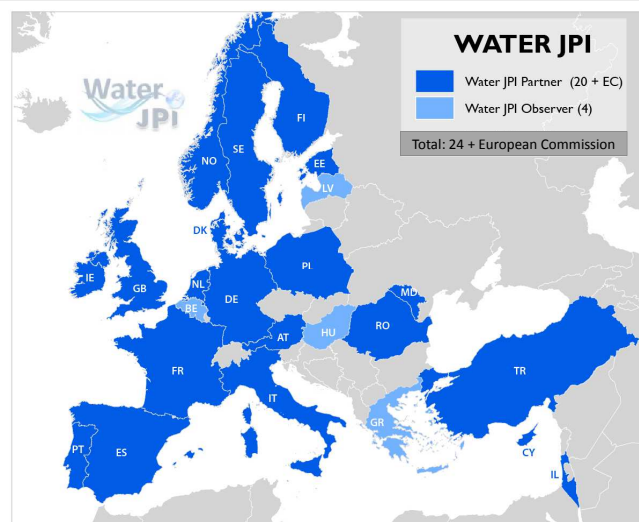 WATER JPI
Water JPI Partner (20 + EC)
Water JPI Observer (4)
Total: 24 + European Commission
Water
JPI
FI
NO
SE
EE
LV
DK
IE
GB
NL
PL
BE
DE
MD
AT
HU
RO
FR
IT
TR
GR
PT
ES
CY
IL